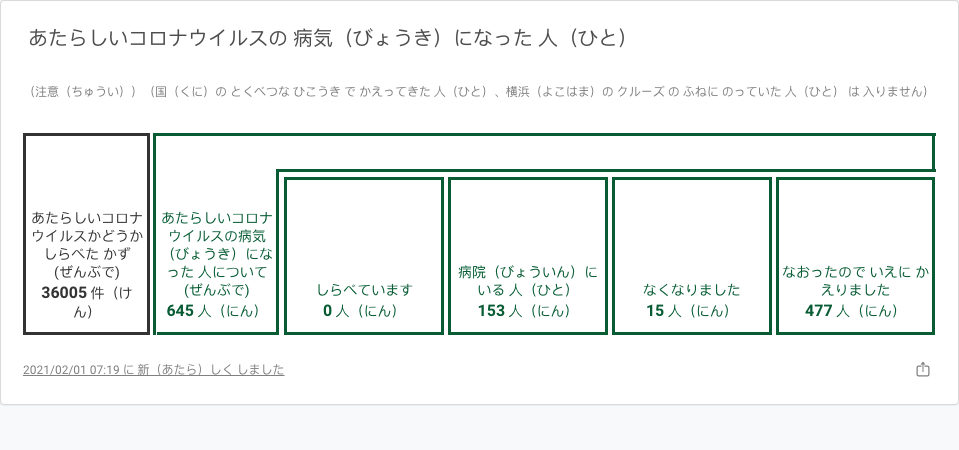 あたらしいコロナウイルスの 病気（びょうき）になった 人（ひと）
（注意（ちゅうい））（国（くに）の とくべつな ひこうき で かえってきた 人（ひと）、横浜（よこはま）の クルーズ の ふねに のっていた 人（ひと） は 入りません）
あたらしいコロナ
ウイルスかどうか
しらべた かず
(ぜんぶで)
36005 件（け
ん）
あたらしいコロナ
ウイルスの病気
（びょうき）にな
った 人について
(ぜんぶで)
645 人（にん）
しらべています
0 人（にん）
病院（びょういん）に
いる 人（ひと）
153 人（にん）
なくなりました
15 人（にん）
なおったので いえに か
えりました
477 人（にん）
2021/02/01 07:19 に 新（あたら）しく しました